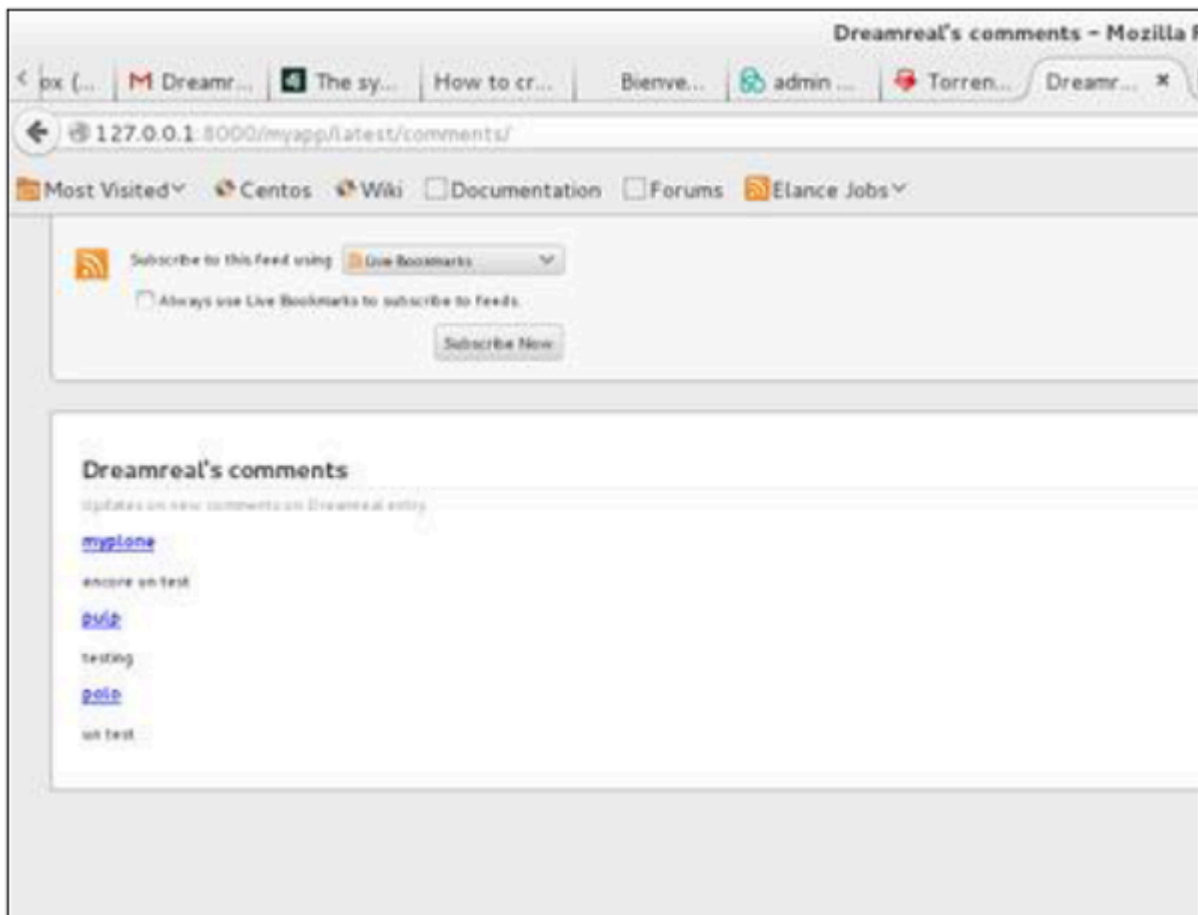 Dreamreal's comments - Mozilla F
ox (... Dreamr... The sy... How to cr... Bienve... admin ... Torren... Dreamr...
127.0.0.1:8000/myapp/latest/comments/
Most Visited Centos Wiki Documentation Forums Elance Jobs
Subscribe to this feed using Live Bookmarks
Always use Live Bookmarks to subscribe to feeds.
Subscribe Now
Dreamreal's comments
Updates on new comments on Dreamreal entry.
myplone
encore un test
pulp
testing
polo
un test